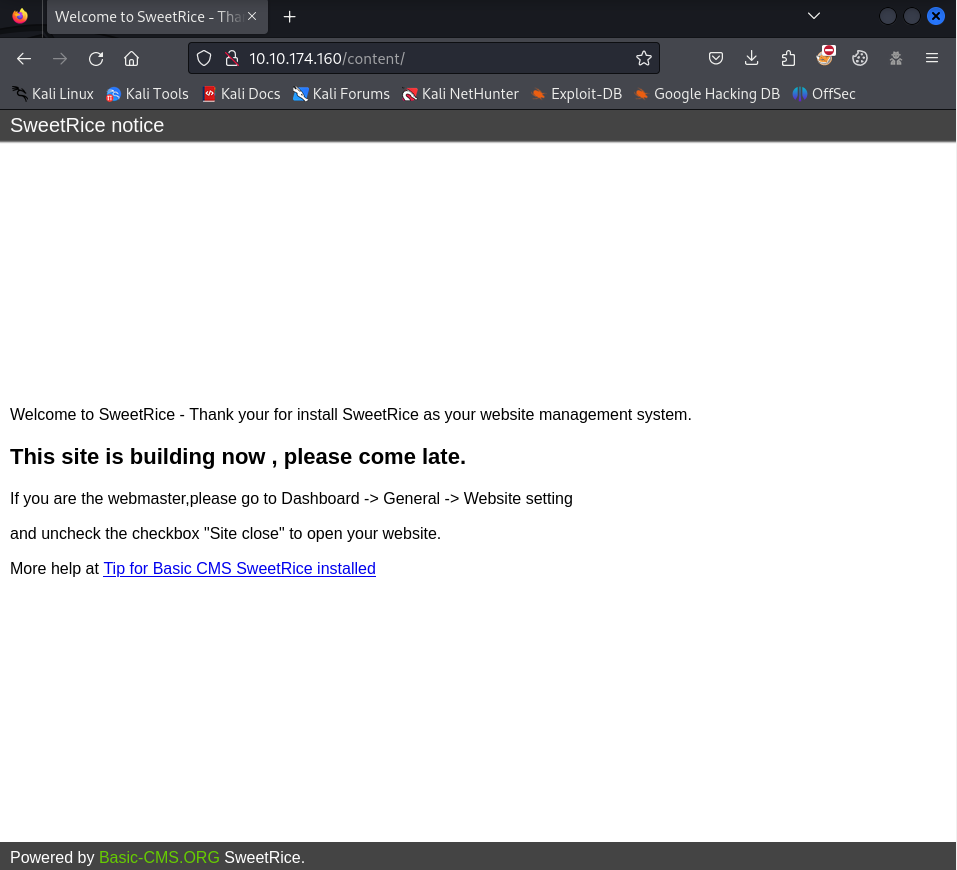 Welcome to SweetRice - Tha
10.10.174.160/content/
Kali Linux Kali Tools Kali Docs Kali Forums Kali NetHunter Exploit-DB Google Hacking DB OffSec
SweetRice notice
Welcome to SweetRice - Thank your for install SweetRice as your website management system.
This site is building now , please come late.
If you are the webmaster,please go to Dashboard -> General -> Website setting
and uncheck the checkbox "Site close" to open your website.
More help at Tip for Basic CMS SweetRice installed
Powered by Basic-CMS.ORG SweetRice.